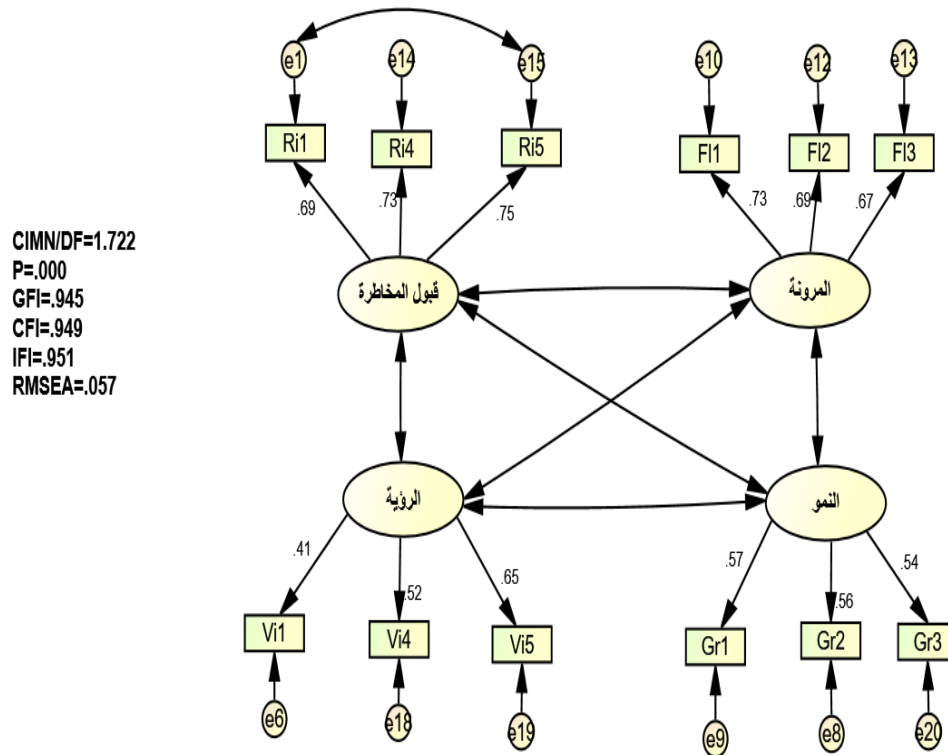 e1
e14
e15
e10
e12
e13
Ri1
Ri4
Ri5
Fl1
Fl2
Fl3
.69
.73
.75
.73
.69
.67
CIMN/DF=1.722
P=.000
GFI=.945
CFI=.949
IFI=.951
RMSEA=.057
قبول المخاطرة
المرونة
الرؤية
النمو
.41
.52
.65
.57
.56
.54
Vi1
Vi4
Vi5
Gr1
Gr2
Gr3
e6
e18
e19
e9
e8
e20